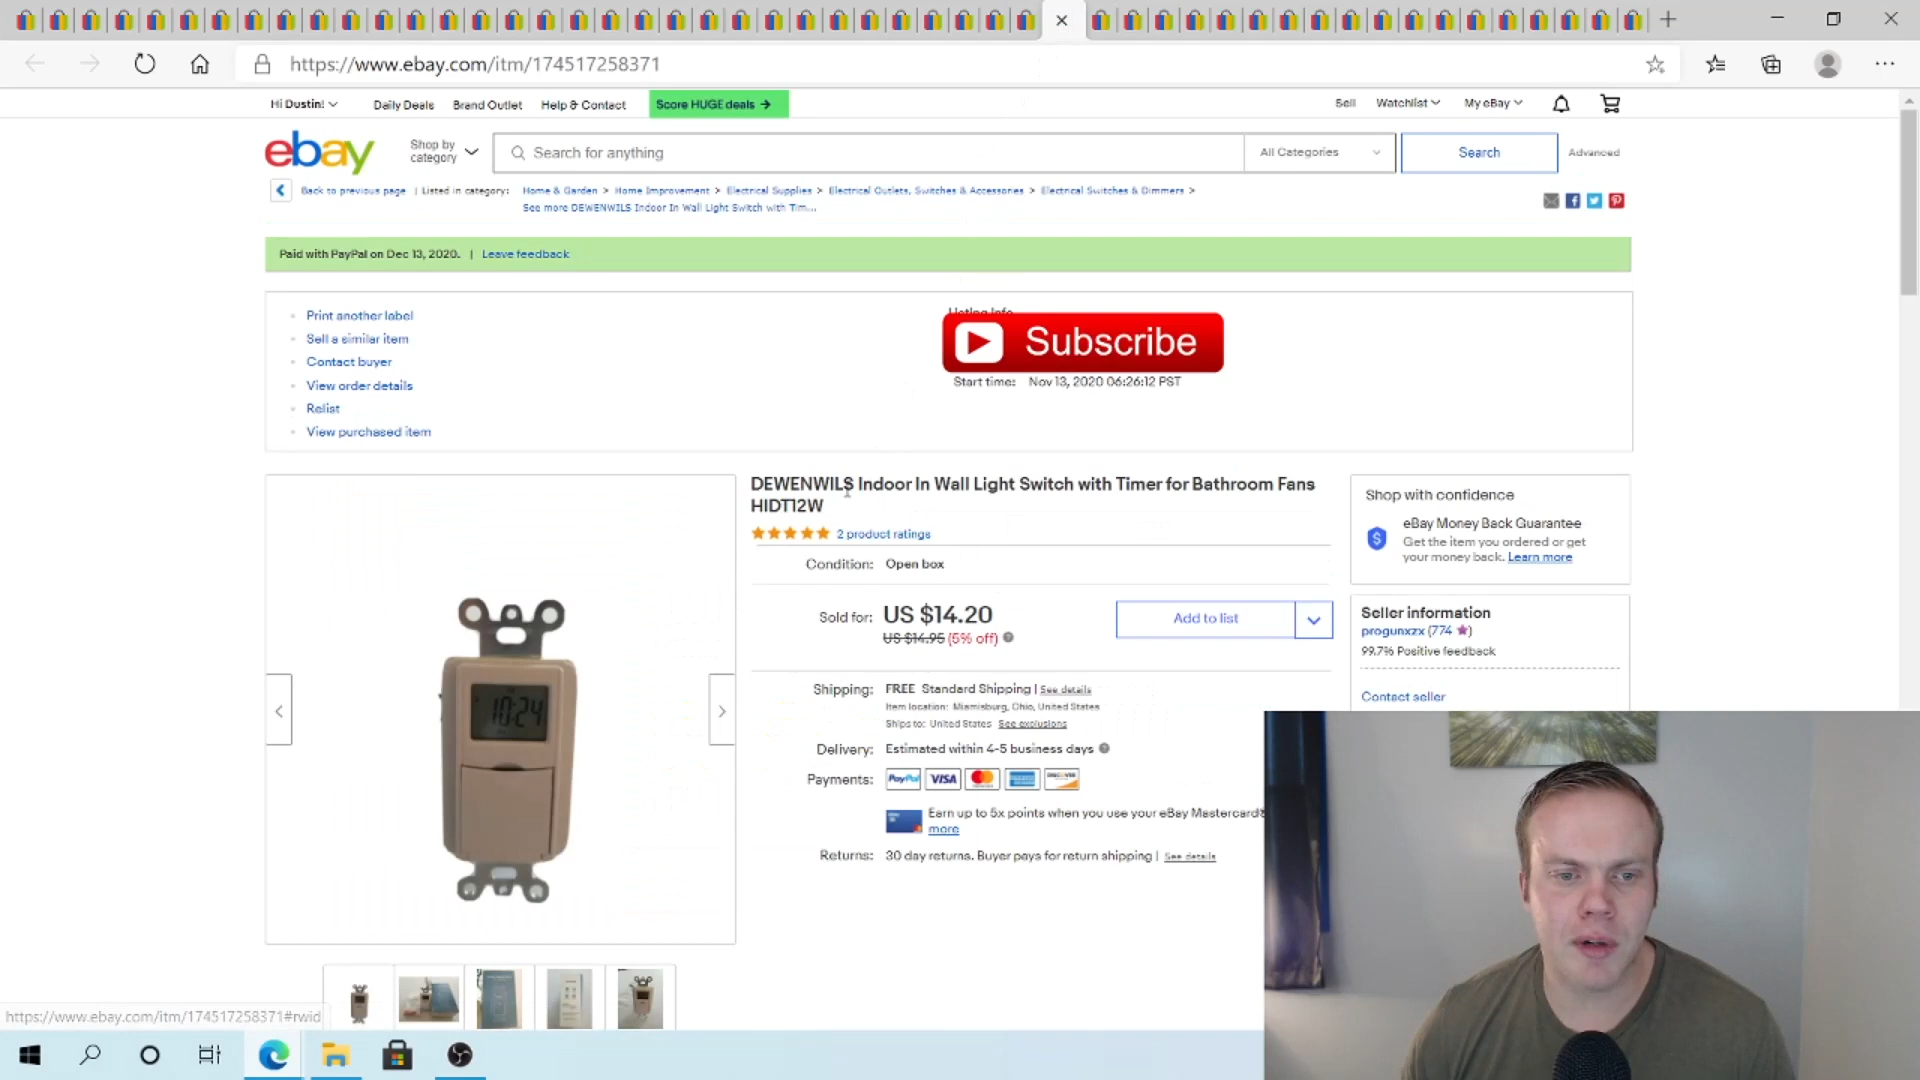 https://www.ebay.com/itm/174517258371
Hi Dustin!
Daily Deals
Brand Outlet
Help & Contact
Score HUGE deals →
Sell
Watchlist
My eBay
ebay
Shop by category
Search for anything
All Categories
Search
Advanced
Back to previous page | Listed in category:
Home & Garden > Home Improvement > Electrical Supplies > Electrical Outlets, Switches & Accessories > Electrical Switches & Dimmers >
See more DEWENWILS Indoor In Wall Light Switch with Tim...
Paid with PayPal on Dec 13, 2020. | Leave feedback
Print another label
Sell a similar item
Contact buyer
View order details
Relist
View purchased item
Subscribe
Start time: Nov 13, 2020 06:26:12 PST
DEWENWILS Indoor In Wall Light Switch with Timer for Bathroom Fans
HIDT12W
2 product ratings
Condition: Open box
Sold for: US $14.20
US $14.95 (5% off)
Add to list
Shipping: FREE Standard Shipping | See details
Item location: Miamisburg, Ohio, United States
Ships to: United States See exclusions
Delivery: Estimated within 4-5 business days
Payments: PayPal VISA
Earn up to 5x points when you use your eBay Mastercard®
more
Returns: 30 day returns. Buyer pays for return shipping | See details
Shop with confidence
eBay Money Back Guarantee
Get the item you ordered or get
your money back. Learn more
Seller information
progunxzx (774 ★)
99.7% Positive feedback
Contact seller
10:24
https://www.ebay.com/itm/174517258371#rwid